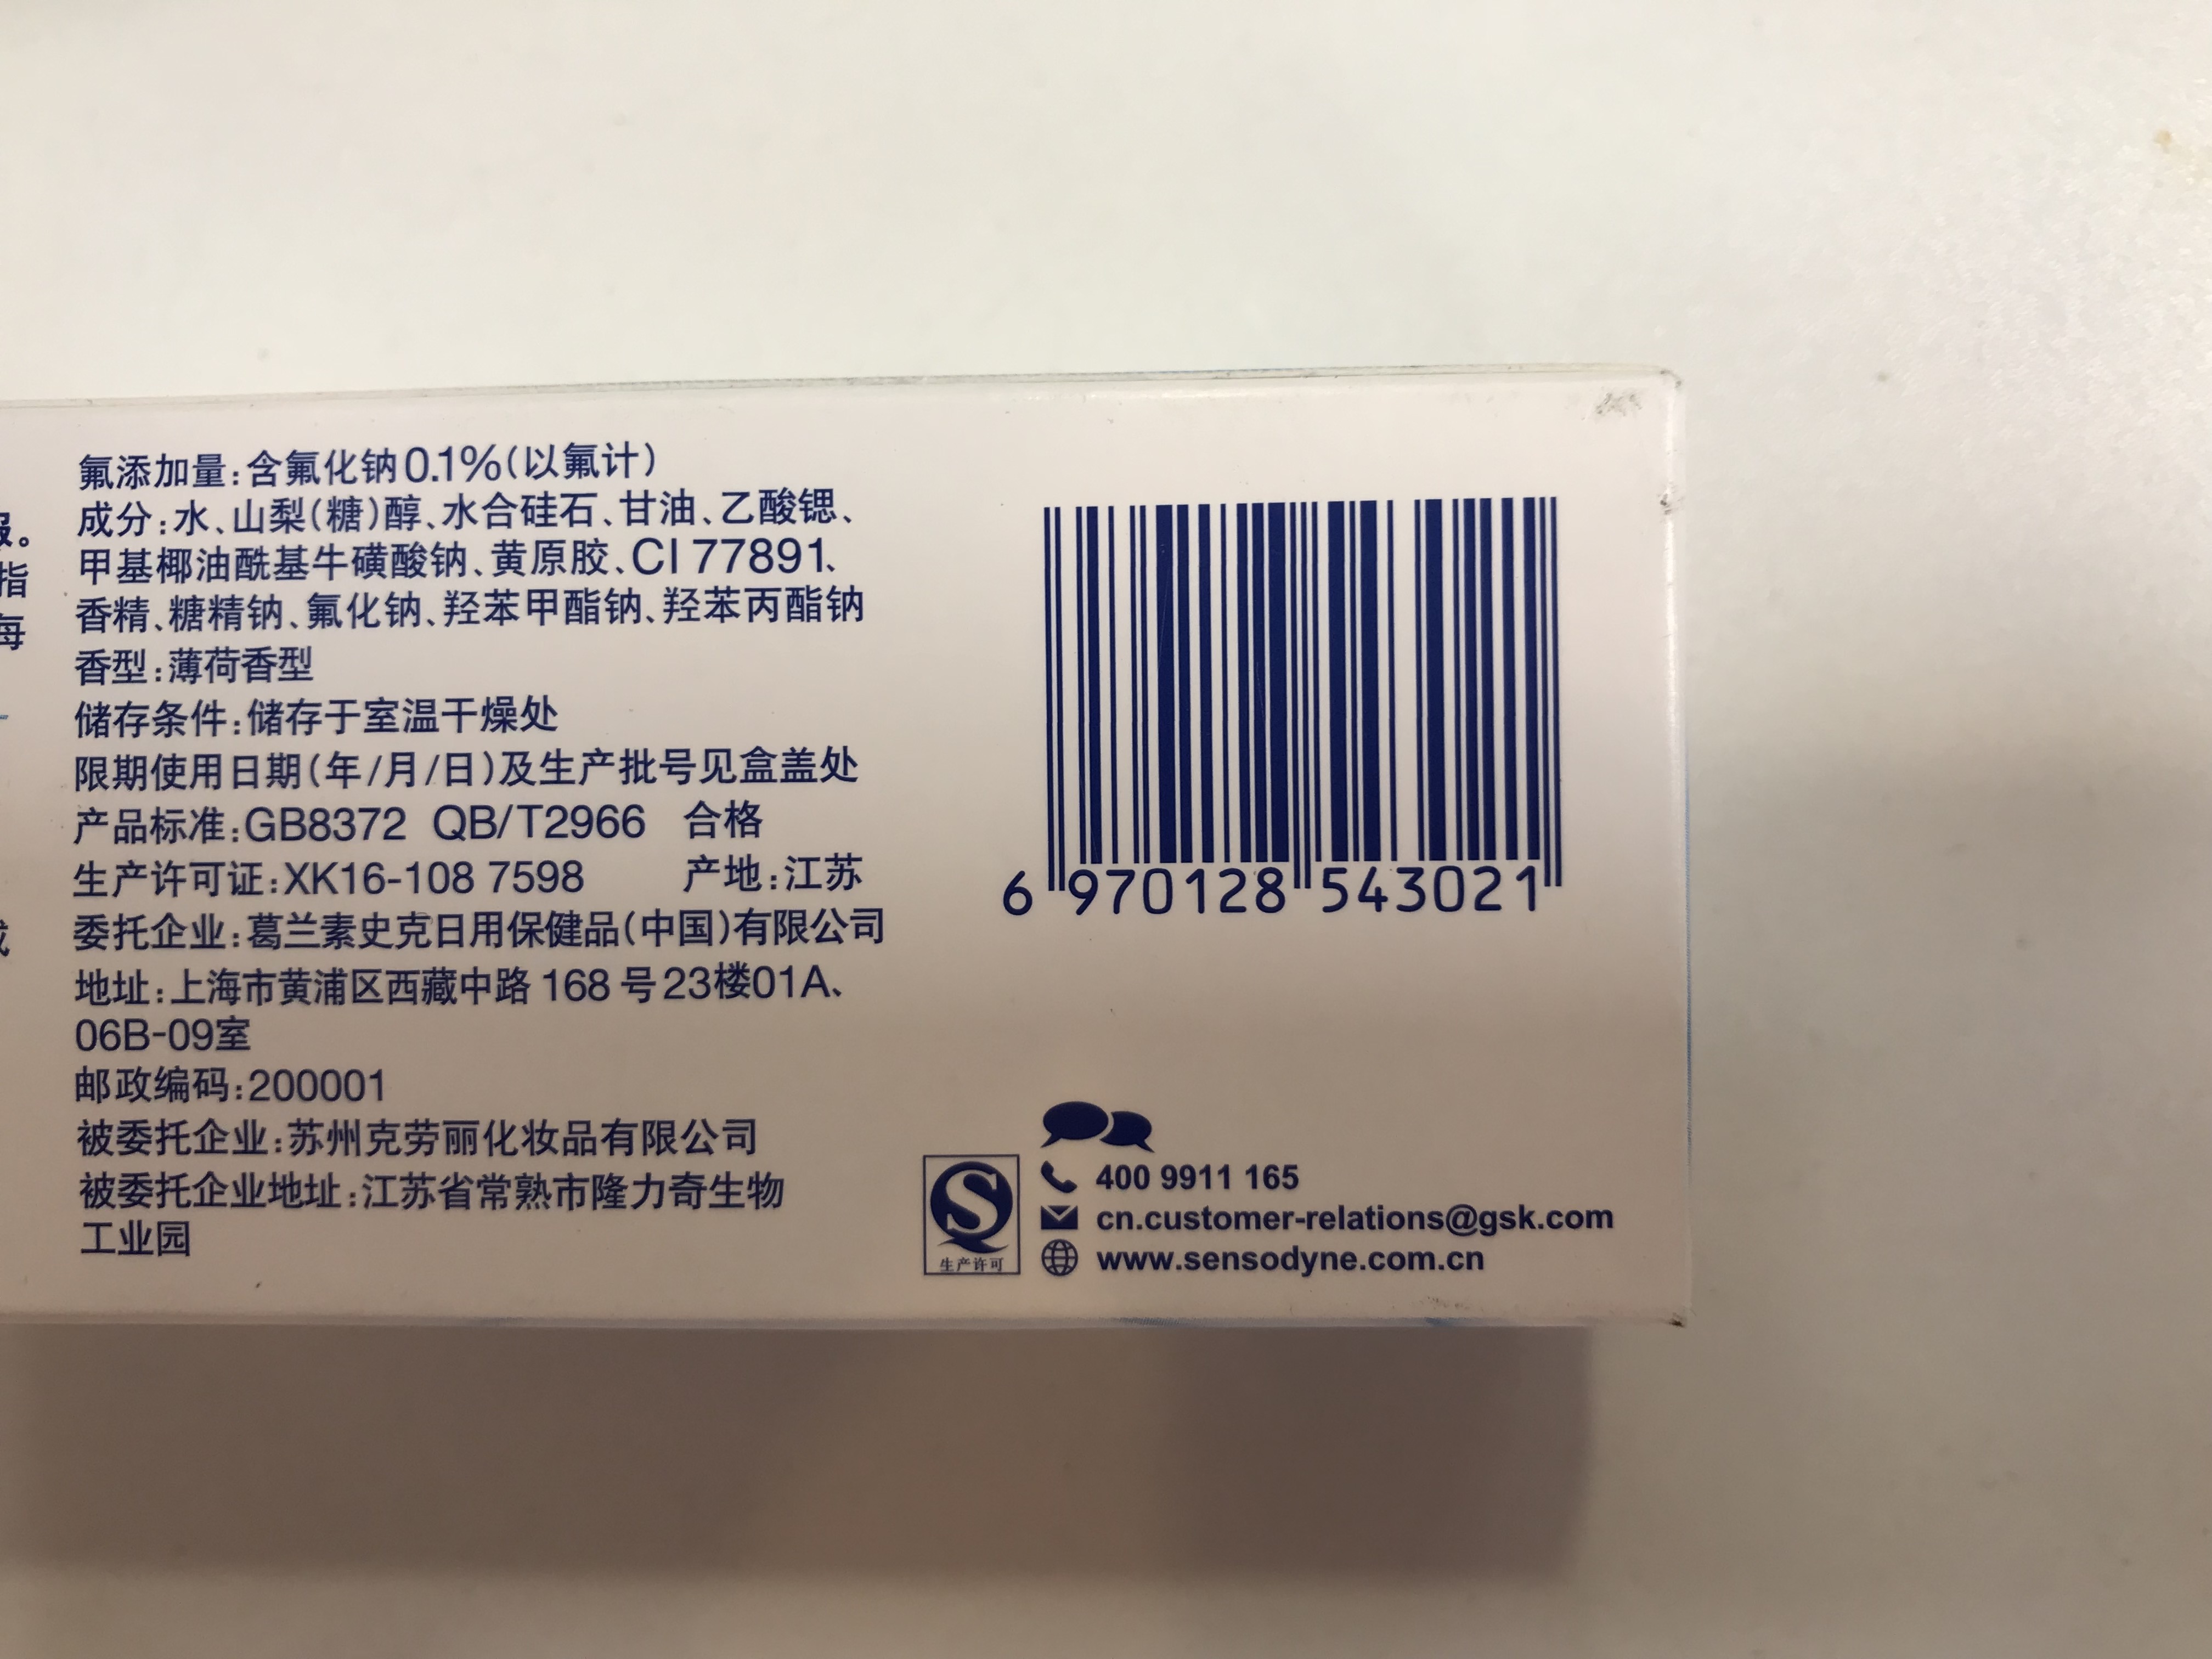 服。
指
每
成
氟添加量:含氟化钠0.1%(以氟计)
成分:水、山梨(糖)醇、水合硅石、甘油、乙酸锶、
甲基椰油酰基牛磺酸钠、黄原胶、CI 77891、
香精、糖精钠、氟化钠、羟苯甲酯钠、羟苯丙酯钠
香型:薄荷香型
储存条件:储存于室温干燥处
限期使用日期(年/月/日)及生产批号见盒盖处
产品标准:GB8372 QB/T2966 合格
生产许可证:XK16-108 7598 产地:江苏
委托企业:葛兰素史克日用保健品(中国)有限公司
地址:上海市黄浦区西藏中路 168 号23楼01A、
06B-09室
邮政编码:200001
被委托企业:苏州克劳丽化妆品有限公司
被委托企业地址:江苏省常熟市隆力奇生物
工业园
6 970128 543021
生产许可
400 9911 165
cn.customer-relations@gsk.com
www.sensodyne.com.cn